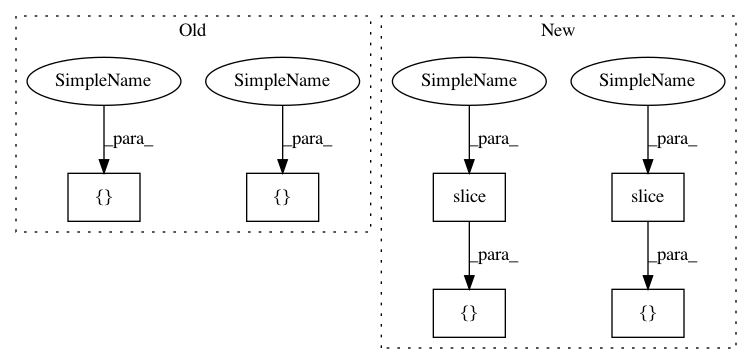 Old
New
SimpleName
SimpleName
SimpleName
SimpleName
_para_
_para_
_para_
_para_
{}
{}
slice
slice
_para_
_para_
{}
{}